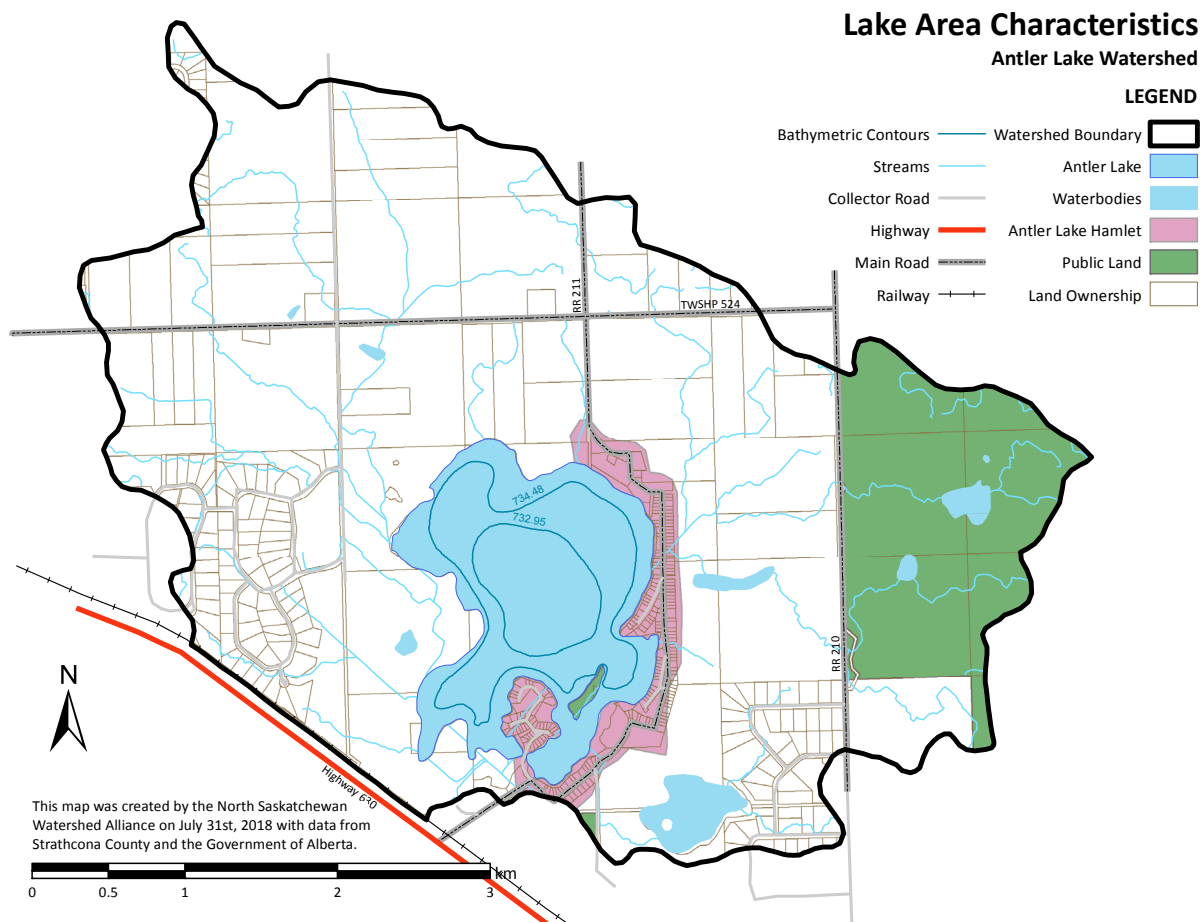 Lake Area Characteristics
Antler Lake Watershed
LEGEND
Bathymetric Contours
Watershed Boundary
Streams
Antler Lake
Collector Road
Waterbodies
Highway
Antler Lake Hamlet
Main Road
Public Land
Railway
Land Ownership
RR 211
TWSHP 524
734.48
732.95
RR 210
N
Highway 630
This map was created by the North Saskatchewan
Watershed Alliance on July 31st, 2018 with data from
Strathcona County and the Government of Alberta.
km
0 0.5 1 2 3